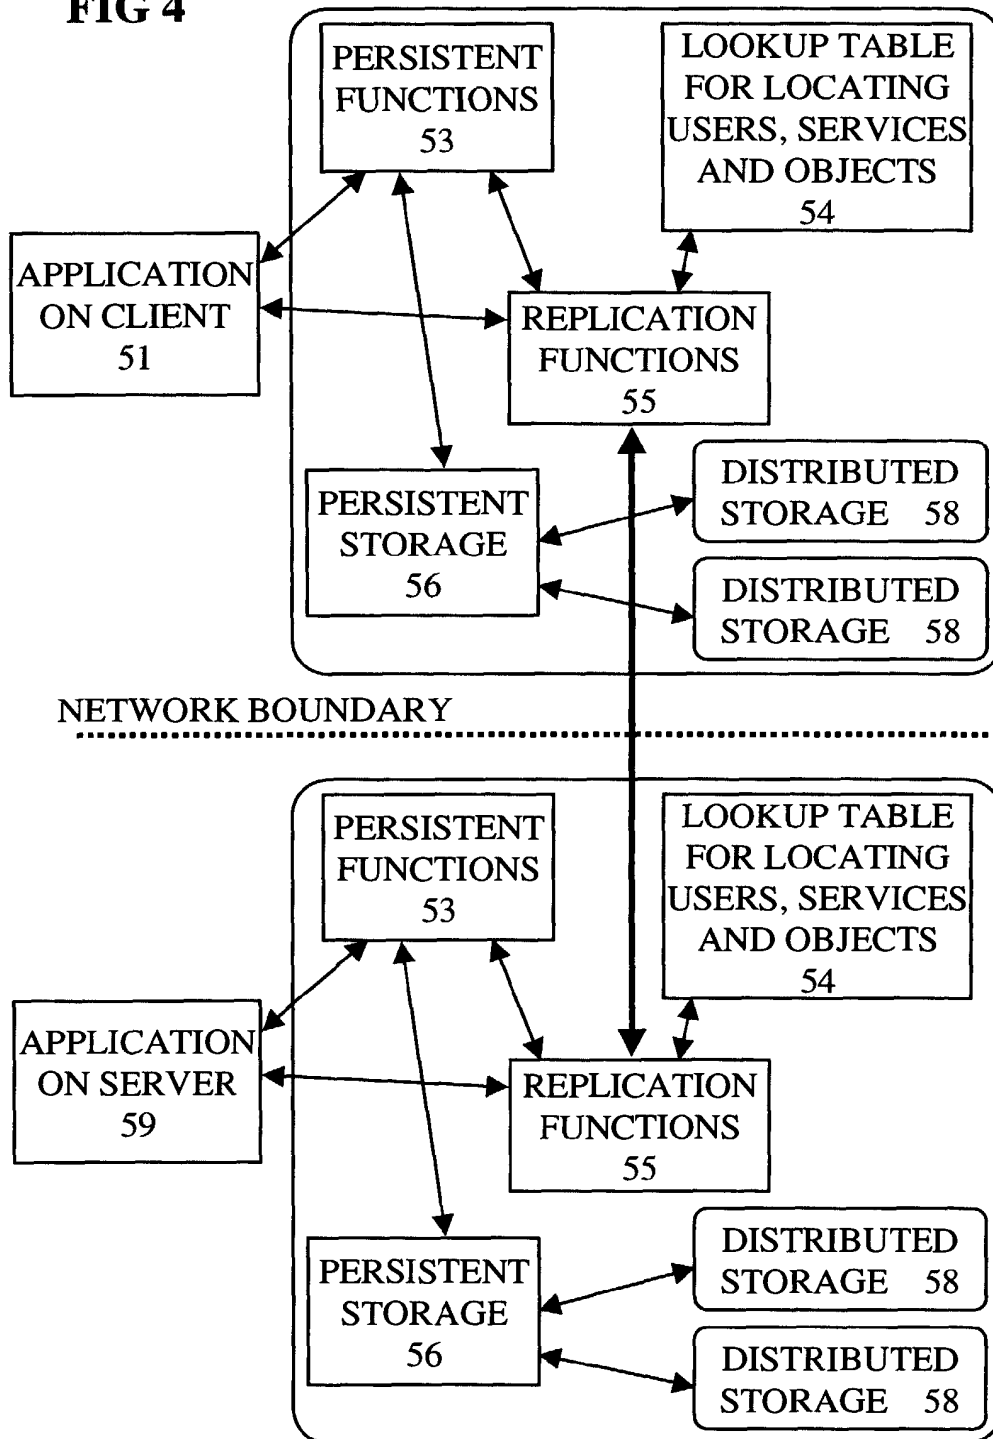 FIG 4
PERSISTENT
FUNCTIONS
53
LOOKUP TABLE
FOR LOCATING
USERS, SERVICES
AND OBJECTS
54
APPLICATION
ON CLIENT
51
REPLICATION
FUNCTIONS
55
PERSISTENT
STORAGE
56
DISTRIBUTED
STORAGE 58
DISTRIBUTED
STORAGE 58
NETWORK BOUNDARY
PERSISTENT
FUNCTIONS
53
LOOKUP TABLE
FOR LOCATING
USERS, SERVICES
AND OBJECTS
54
APPLICATION
ON SERVER
59
REPLICATION
FUNCTIONS
55
PERSISTENT
STORAGE
56
DISTRIBUTED
STORAGE 58
DISTRIBUTED
STORAGE 58